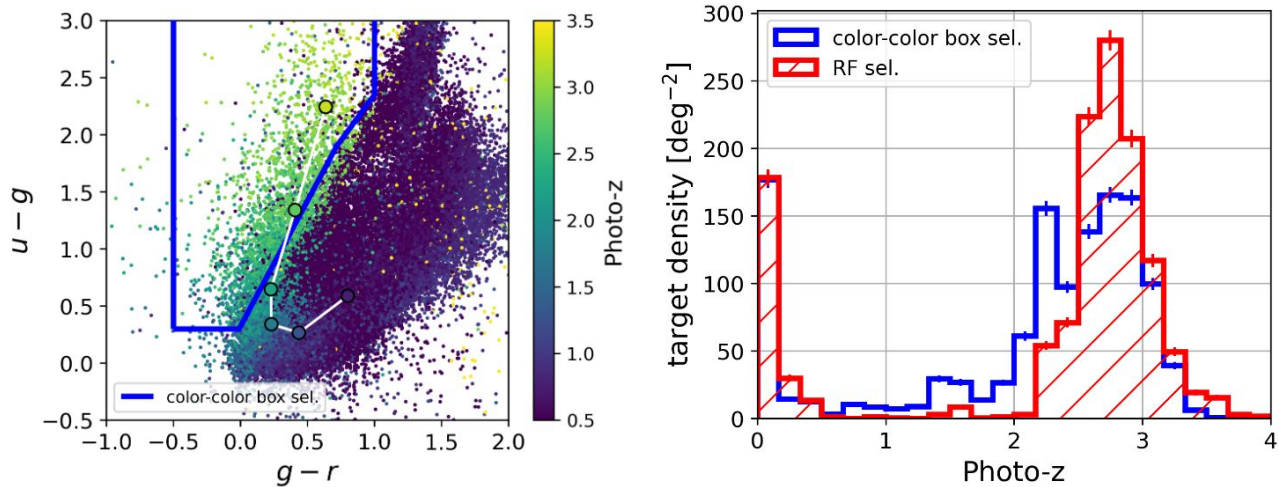 3.0
2.5
2.0
1.5
1.0
0.5
0.0
−0.5
u − g
−1.0 −0.5 0.0 0.5 1.0 1.5 2.0
g − r
color-color box sel.
3.5
3.0
2.5
2.0
1.5
1.0
0.5
Photo-z
300
250
200
150
100
50
0
target density [deg⁻²]
color-color box sel.
RF sel.
0 1 2 3 4
Photo-z